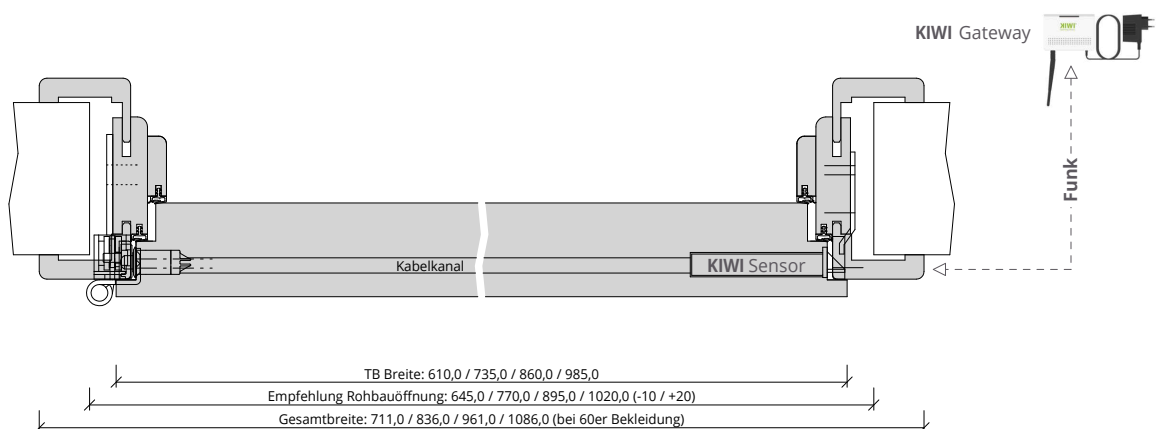 KIWI Gateway
KIWI
Funk
Kabelkanal
KIWI Sensor
TB Breite: 610,0 / 735,0 / 860,0 / 985,0
Empfehlung Rohbauöffnung: 645,0 / 770,0 / 895,0 / 1020,0 (-10 / +20)
Gesamtbreite: 711,0 / 836,0 / 961,0 / 1086,0 (bei 60er Bekleidung)